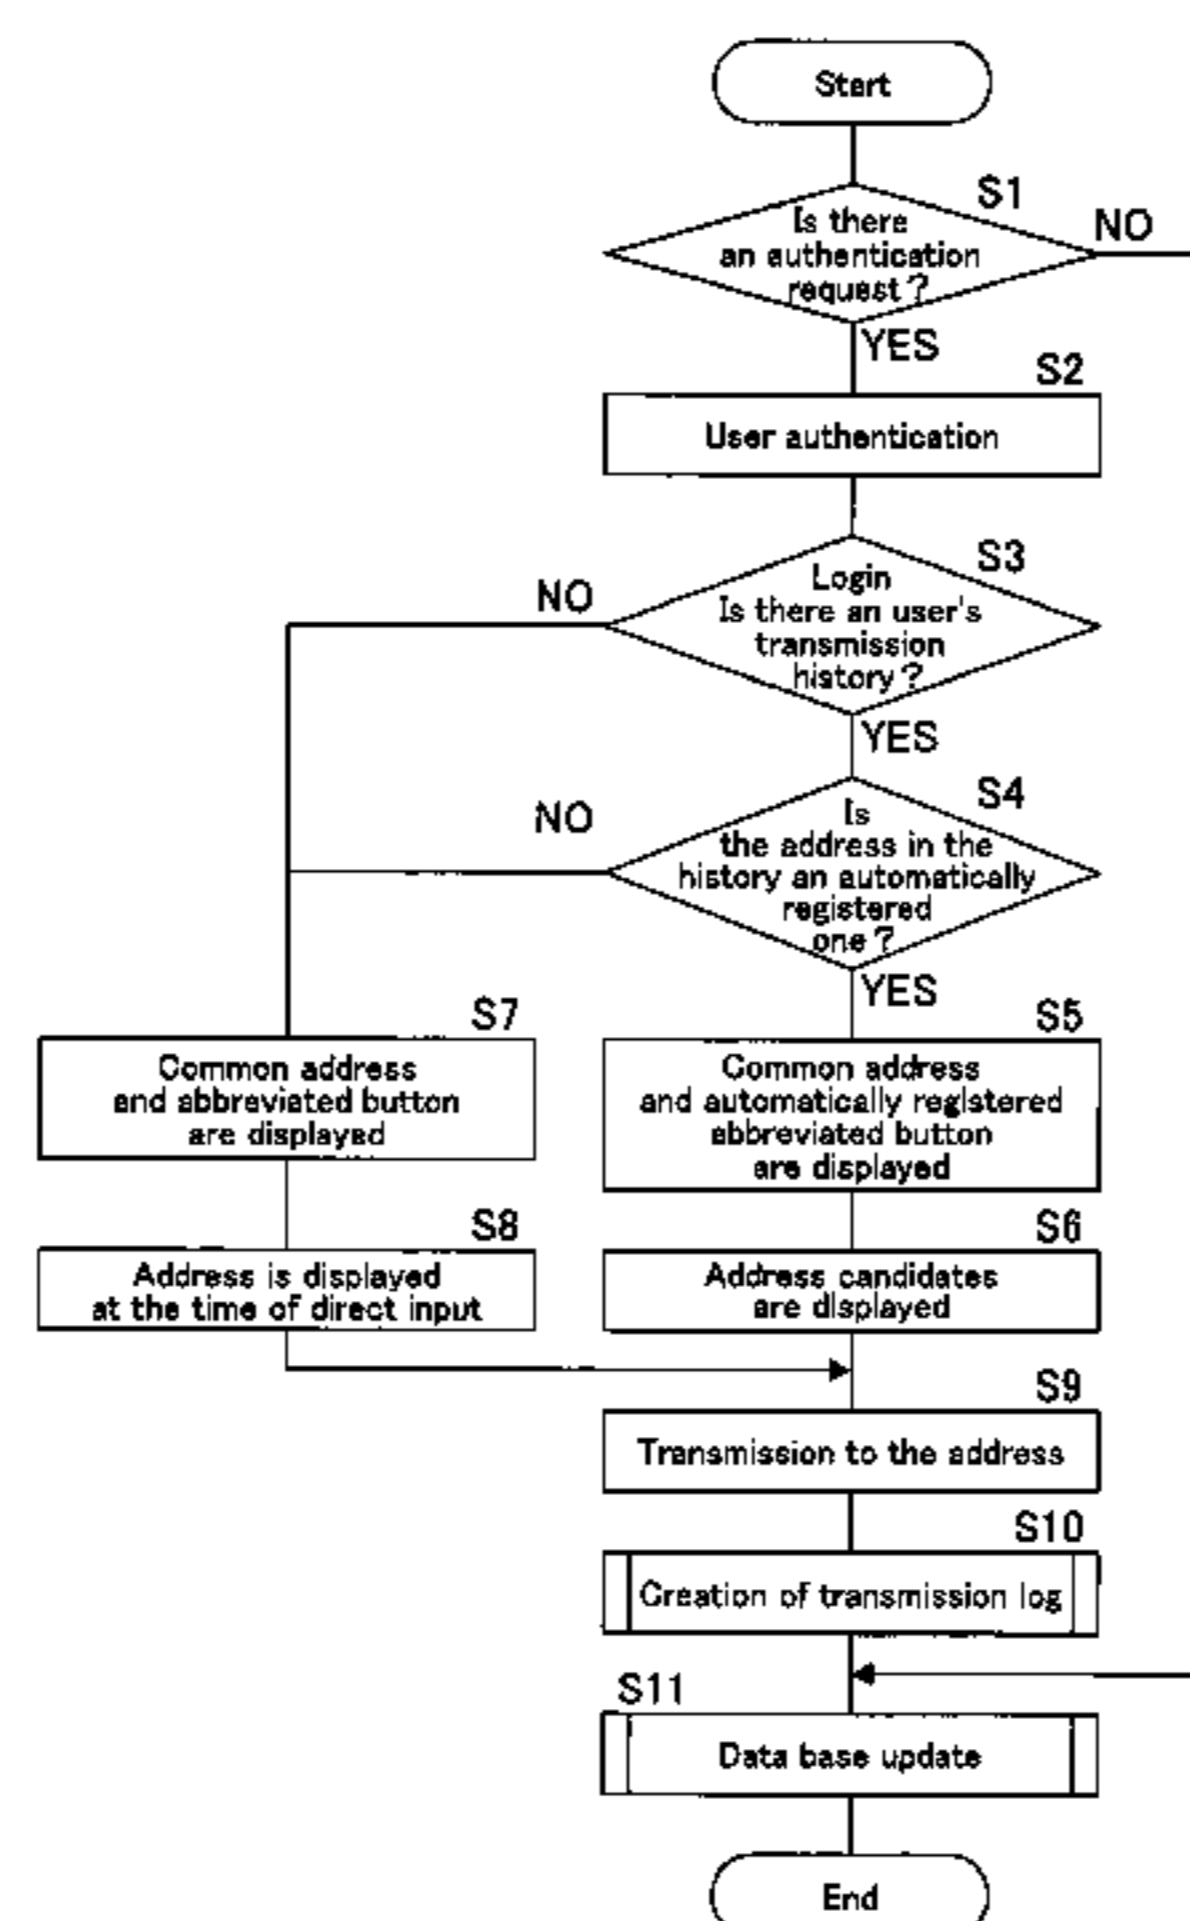 Start
S1
Is there
an authentication
request?
NO
YES
S2
User authentication
S3
Login
Is there an user's
transmission
history?
NO
YES
S4
Is
the address in the
history an automatically
registered
one?
NO
YES
S7
Common address
and abbreviated button
are displayed
S5
Common address
and automatically registered
abbreviated button
are displayed
S8
Address is displayed
at the time of direct input
S6
Address candidates
are displayed
S9
Transmission to the address
S10
Creation of transmission log
S11
Data base update
End